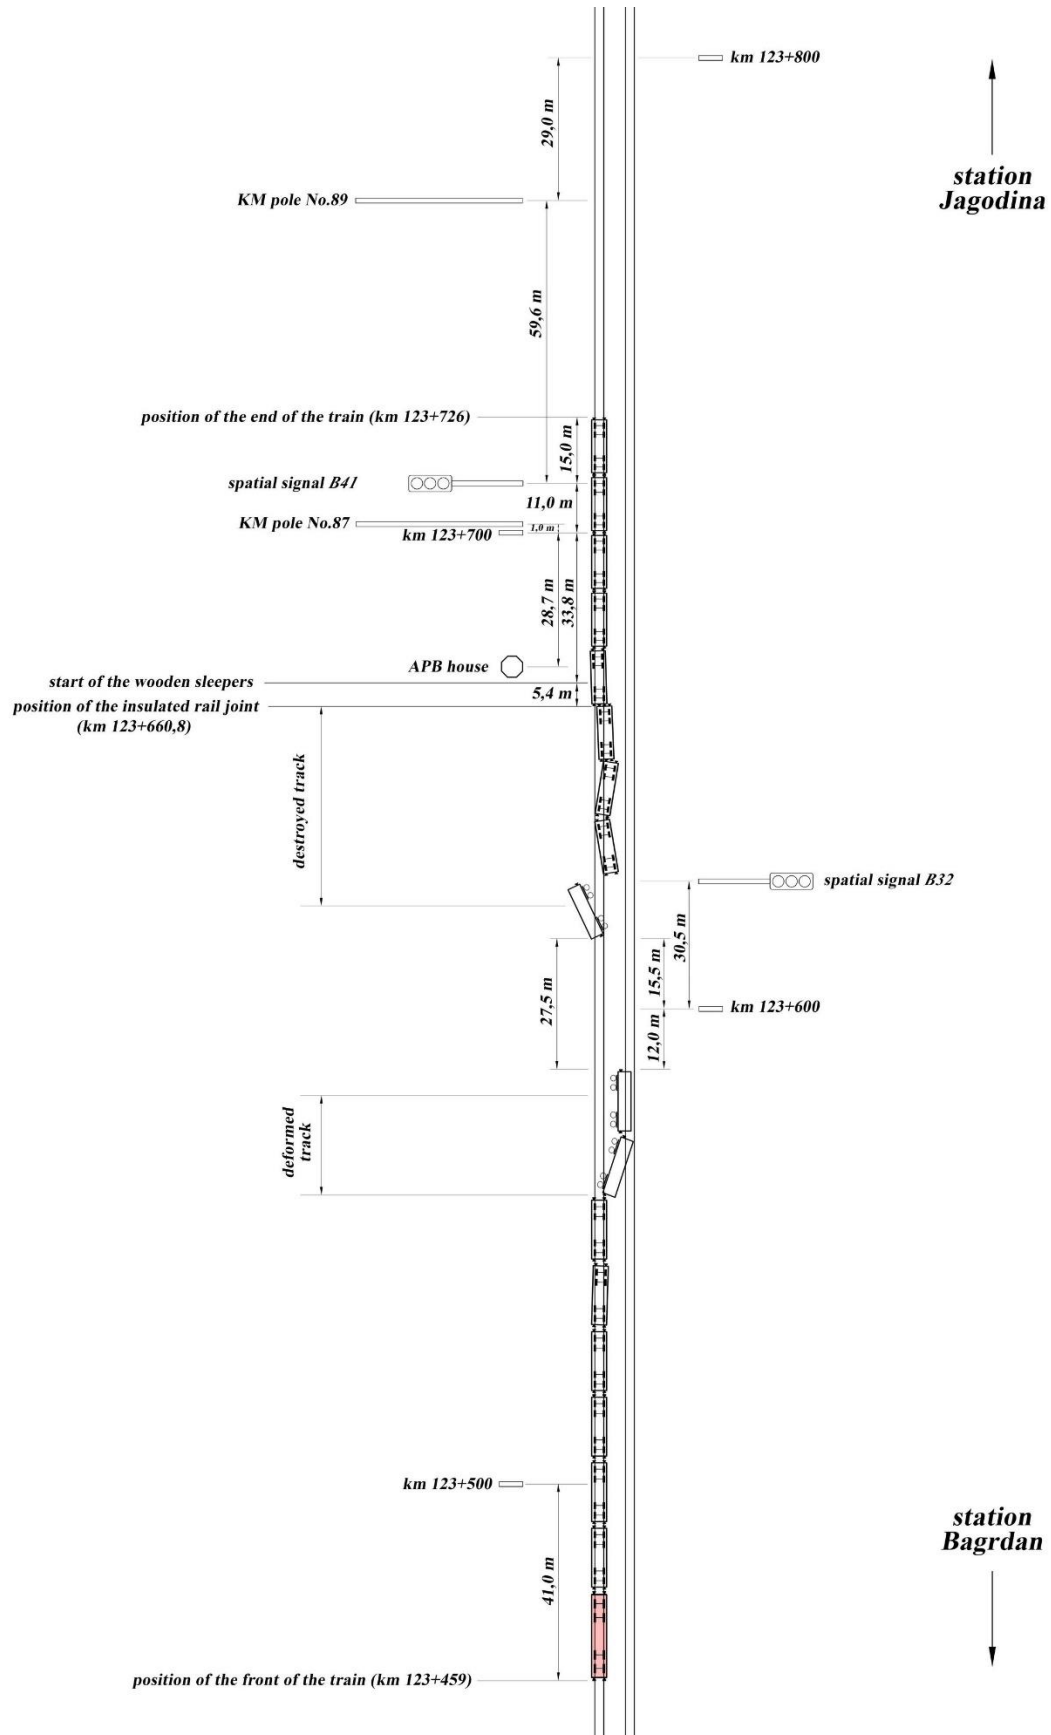 km 123+800
29,0 m
station
Jagodina
KM pole No.89
59,6 m
position of the end of the train (km 123+726)
15,0 m
spatial signal B41
11,0 m
KM pole No.87
1,0 m
km 123+700
28,7 m
33,8 m
APB house
start of the wooden sleepers
5,4 m
position of the insulated rail joint
(km 123+660,8)
destroyed track
spatial signal B32
30,5 m
15,5 m
27,5 m
km 123+600
12,0 m
deformed
track
km 123+500
station
Bagrdan
41,0 m
position of the front of the train (km 123+459)